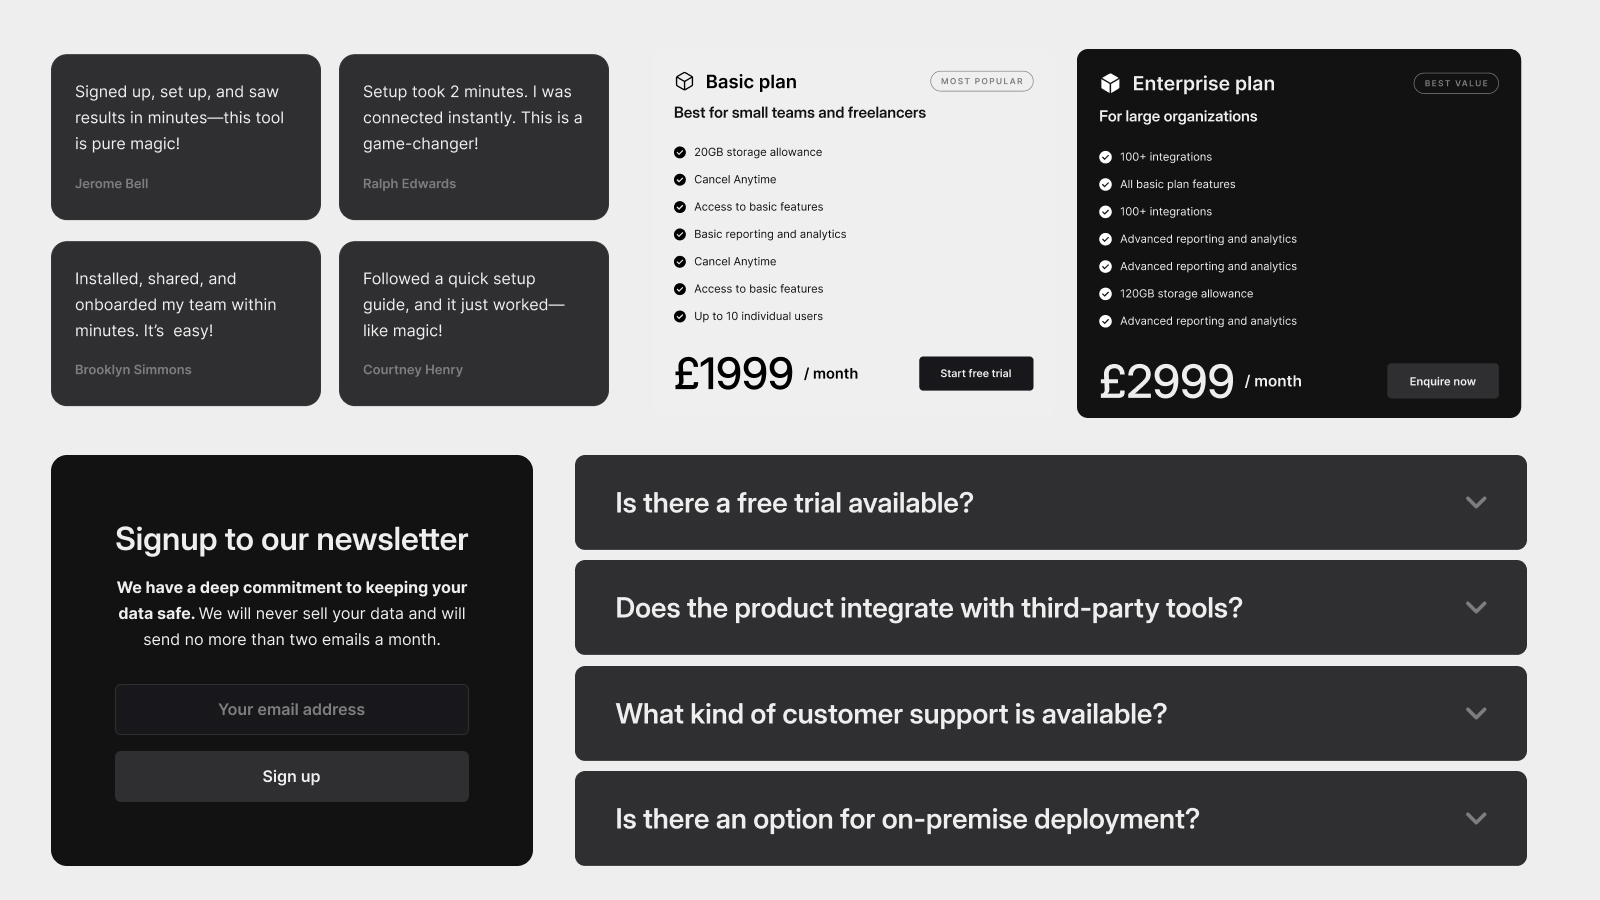 Signed up, set up, and saw
results in minutes—this tool
is pure magic!
Jerome Bell
Setup took 2 minutes. I was
connected instantly. This is a
game-changer!
Ralph Edwards
Installed, shared, and
onboarded my team within
minutes. It’s  easy!
Brooklyn Simmons
Followed a quick setup
guide, and it just worked—
like magic!
Courtney Henry
Basic plan
MOST POPULAR
Best for small teams and freelancers
20GB storage allowance
Cancel Anytime
Access to basic features
Basic reporting and analytics
Cancel Anytime
Access to basic features
Up to 10 individual users
£1999 / month
Start free trial
Enterprise plan
BEST VALUE
For large organizations
100+ integrations
All basic plan features
100+ integrations
Advanced reporting and analytics
Advanced reporting and analytics
120GB storage allowance
Advanced reporting and analytics
£2999 / month
Enquire now
Signup to our newsletter
We have a deep commitment to keeping your
data safe. We will never sell your data and will
send no more than two emails a month.
Your email address
Sign up
Is there a free trial available?
Does the product integrate with third-party tools?
What kind of customer support is available?
Is there an option for on-premise deployment?